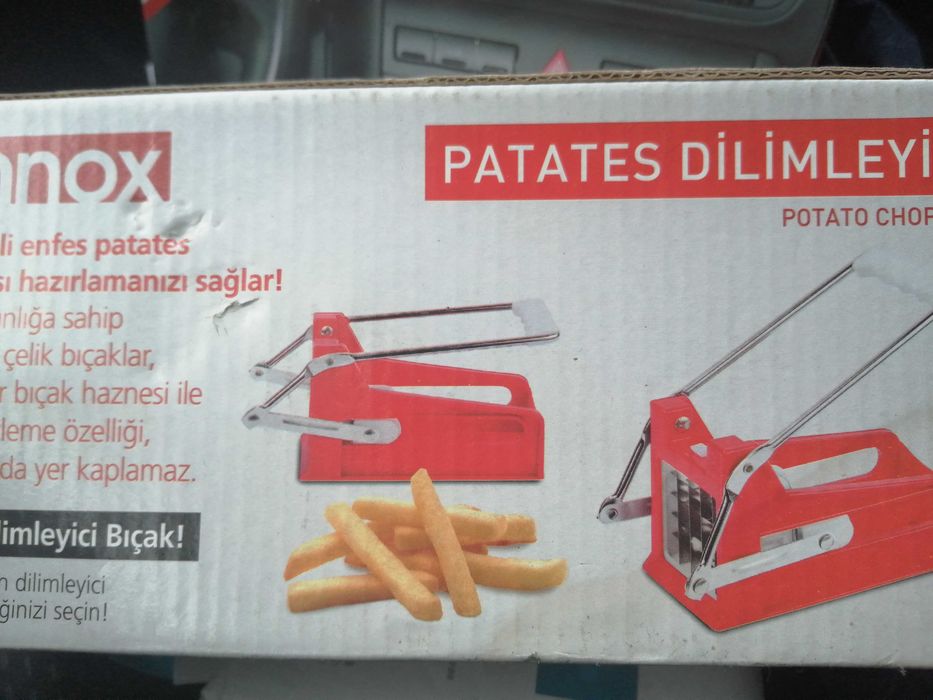 nnox
PATATES DİLİMLEYİ
POTATO CHOP
li enfes patates
sı hazırlamanızı sağlar!
nlığa sahip
çelik bıçaklar,
r bıçak haznesi ile
leme özelliği,
da yer kaplamaz.
limleyici Bıçak!
n dilimleyici
ğinizi seçin!